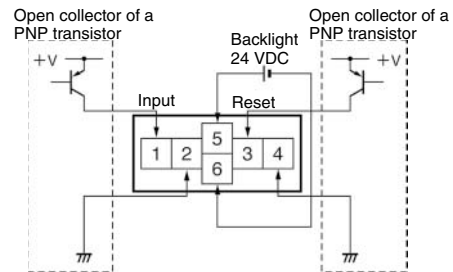 Open collector of a
PNP transistor
Open collector of a
PNP transistor
Backlight
24 VDC
+V
+V
Input
Reset
5
1 2 3 4
6